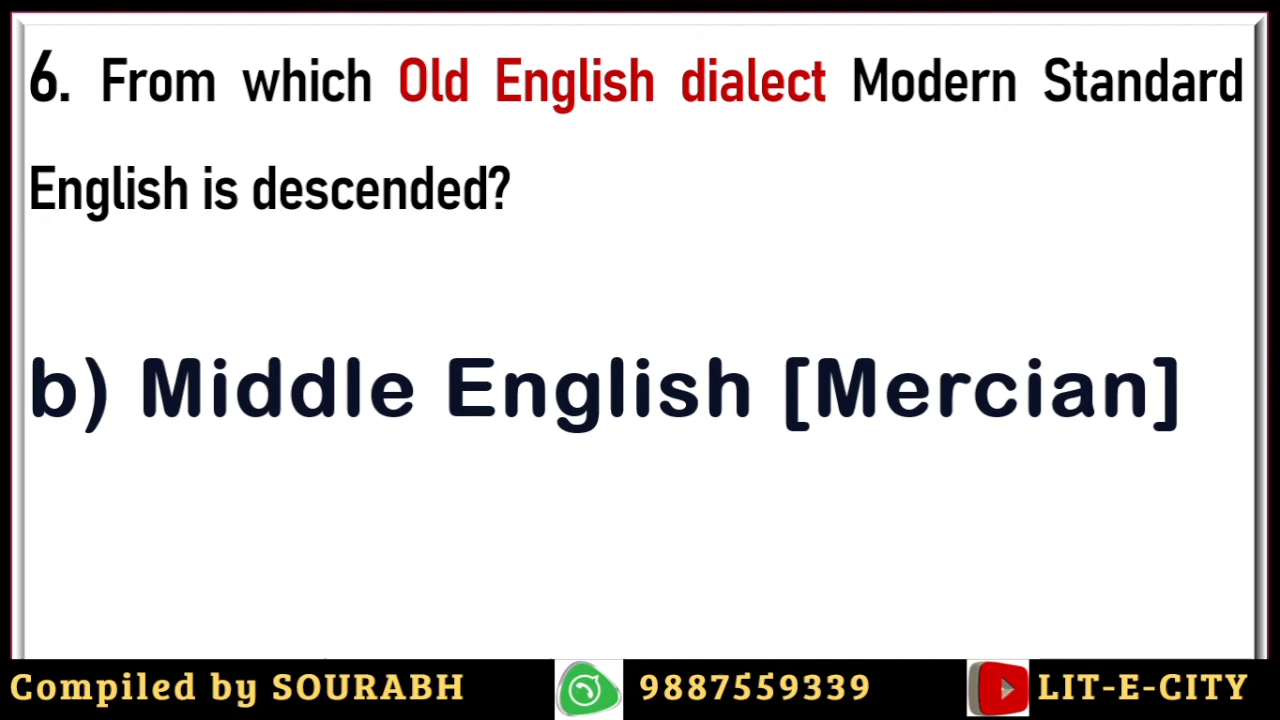 6. From which Old English dialect Modern Standard
English is descended?
b) Middle English [Mercian]
Compiled by SOURABH 9887559339 LIT-E-CITY